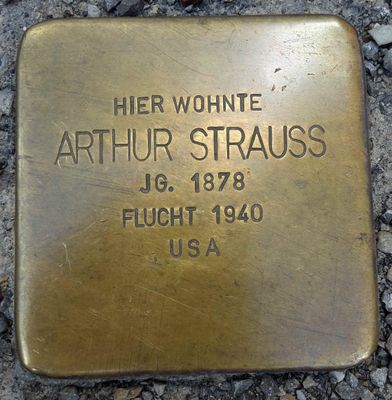 HIER WOHNTE
ARTHUR STRAUSS
JG. 1878
FLUCHT 1940
USA